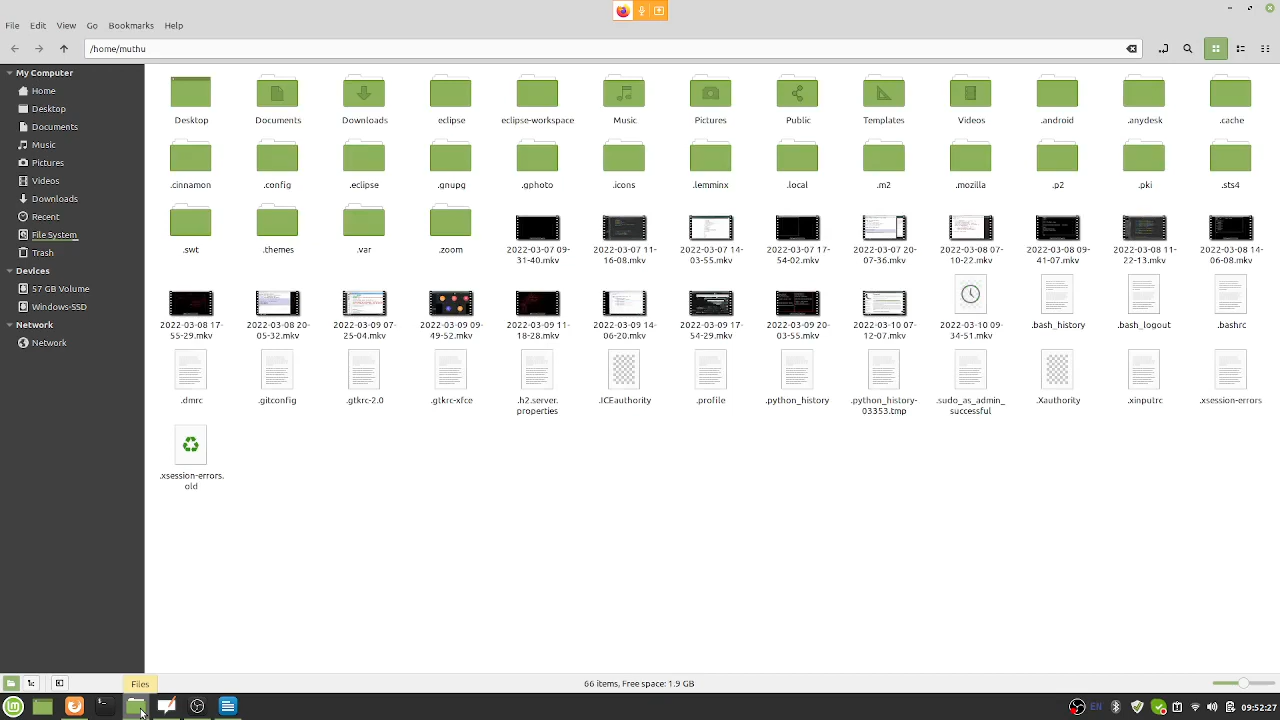 File Edit View Go Bookmarks Help
/home/muthu
My Computer
Home
Desktop
Documents
Music
Pictures
Videos
Downloads
Recent
File System
Trash
Devices
57 GB Volume
Windows-SSD
Network
Network
Desktop Documents Downloads eclipse eclipse-workspace Music Pictures Public Templates Videos .android .anydesk .cache
.cinnamon .config .eclipse .gnupg .gphoto .icons .lemminx .local .m2 .mozilla .p2 .pki .sts4
.swt .themes .var .zoom 2022-03-07 09-31-40.mkv 2022-03-07 11-16-08.mkv 2022-03-07 14-03-55.mkv 2022-03-07 17-54-02.mkv 2022-03-07 20-07-36.mkv 2022-03-08 07-10-22.mkv 2022-03-08 09-41-07.mkv 2022-03-08 11-22-13.mkv 2022-03-08 14-06-08.mkv
2022-03-08 17-55-29.mkv 2022-03-08 20-05-32.mkv 2022-03-09 07-25-04.mkv 2022-03-09 09-49-52.mkv 2022-03-09 11-18-28.mkv 2022-03-09 14-06-20.mkv 2022-03-09 17-54-29.mkv 2022-03-09 20-03-55.mkv 2022-03-10 07-12-07.mkv 2022-03-10 09-34-51.mkv .bash_history .bash_logout .bashrc
.dmrc .gitconfig .gtkrc-2.0 .gtkrc-xfce .h2.server.properties .ICEauthority .profile .python_history .python_history-03353.tmp .sudo_as_admin_successful .Xauthority .xinputrc .xsession-errors
.xsession-errors.old
Files
66 items, Free space: 1.9 GB
EN
09:52:27